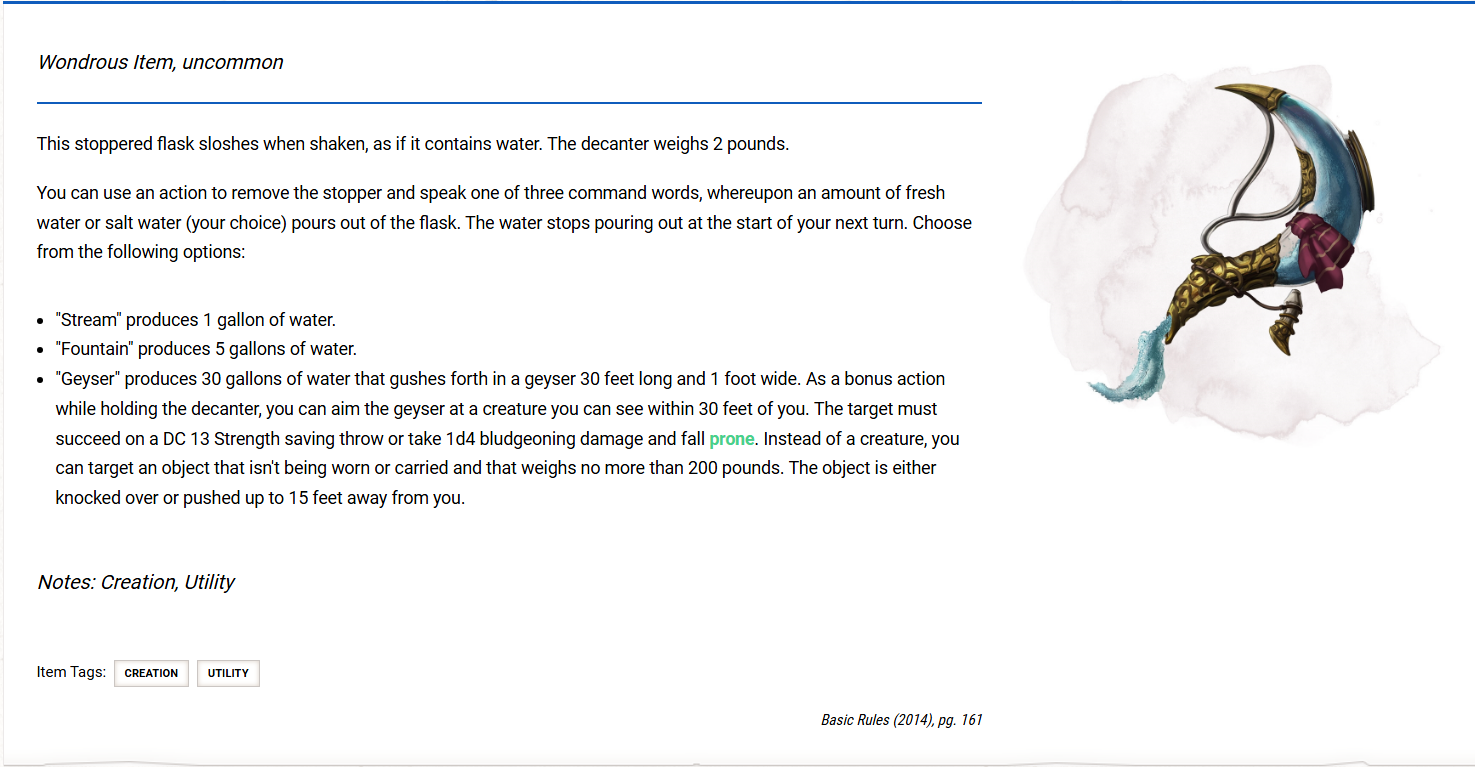 Wondrous Item, uncommon
This stoppered flask sloshes when shaken, as if it contains water. The decanter weighs 2 pounds.
You can use an action to remove the stopper and speak one of three command words, whereupon an amount of fresh
water or salt water (your choice) pours out of the flask. The water stops pouring out at the start of your next turn. Choose
from the following options:
• "Stream" produces 1 gallon of water.
• "Fountain" produces 5 gallons of water.
• "Geyser" produces 30 gallons of water that gushes forth in a geyser 30 feet long and 1 foot wide. As a bonus action
while holding the decanter, you can aim the geyser at a creature you can see within 30 feet of you. The target must
succeed on a DC 13 Strength saving throw or take 1d4 bludgeoning damage and fall prone. Instead of a creature, you
can target an object that isn't being worn or carried and that weighs no more than 200 pounds. The object is either
knocked over or pushed up to 15 feet away from you.
Notes: Creation, Utility
Item Tags: CREATION UTILITY
Basic Rules (2014), pg. 161